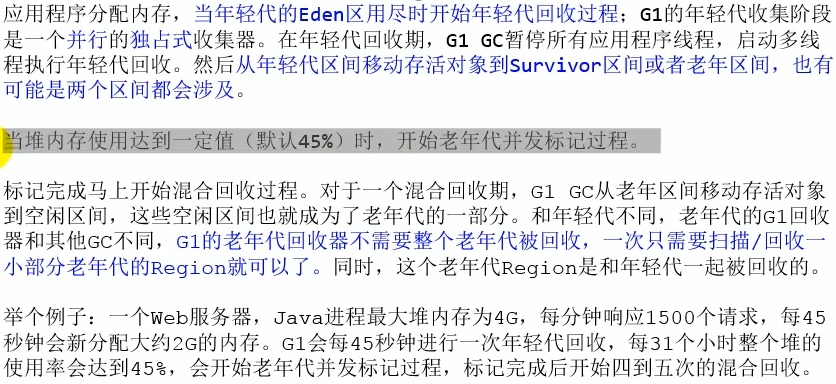 应用程序分配内存，当年轻代的Eden区用尽时开始年轻代回收过程；G1的年轻代收集阶段
是一个并行的独占式收集器。在年轻代回收期，G1 GC暂停所有应用程序线程，启动多线
程执行年轻代回收。然后从年轻代区间移动存活对象到Survivor区间或者老年区间，也有
可能是两个区间都会涉及。
当堆内存使用达到一定值（默认45%）时，开始老年代并发标记过程。
标记完成马上开始混合回收过程。对于一个混合回收期，G1 GC从老年区间移动存活对象
到空闲区间，这些空闲区间也就成为了老年代的一部分。和年轻代不同，老年代的G1回收
器和其他GC不同，G1的老年代回收器不需要整个老年代被回收，一次只需要扫描/回收一
小部分老年代的Region就可以了。同时，这个老年代Region是和年轻代一起被回收的。
举个例子：一个Web服务器，Java进程最大堆内存为4G，每分钟响应1500个请求，每45
秒钟会新分配大约2G的内存。G1会每45秒钟进行一次年轻代回收，每31个小时整个堆的
使用率会达到45%，会开始老年代并发标记过程，标记完成后开始四到五次的混合回收。